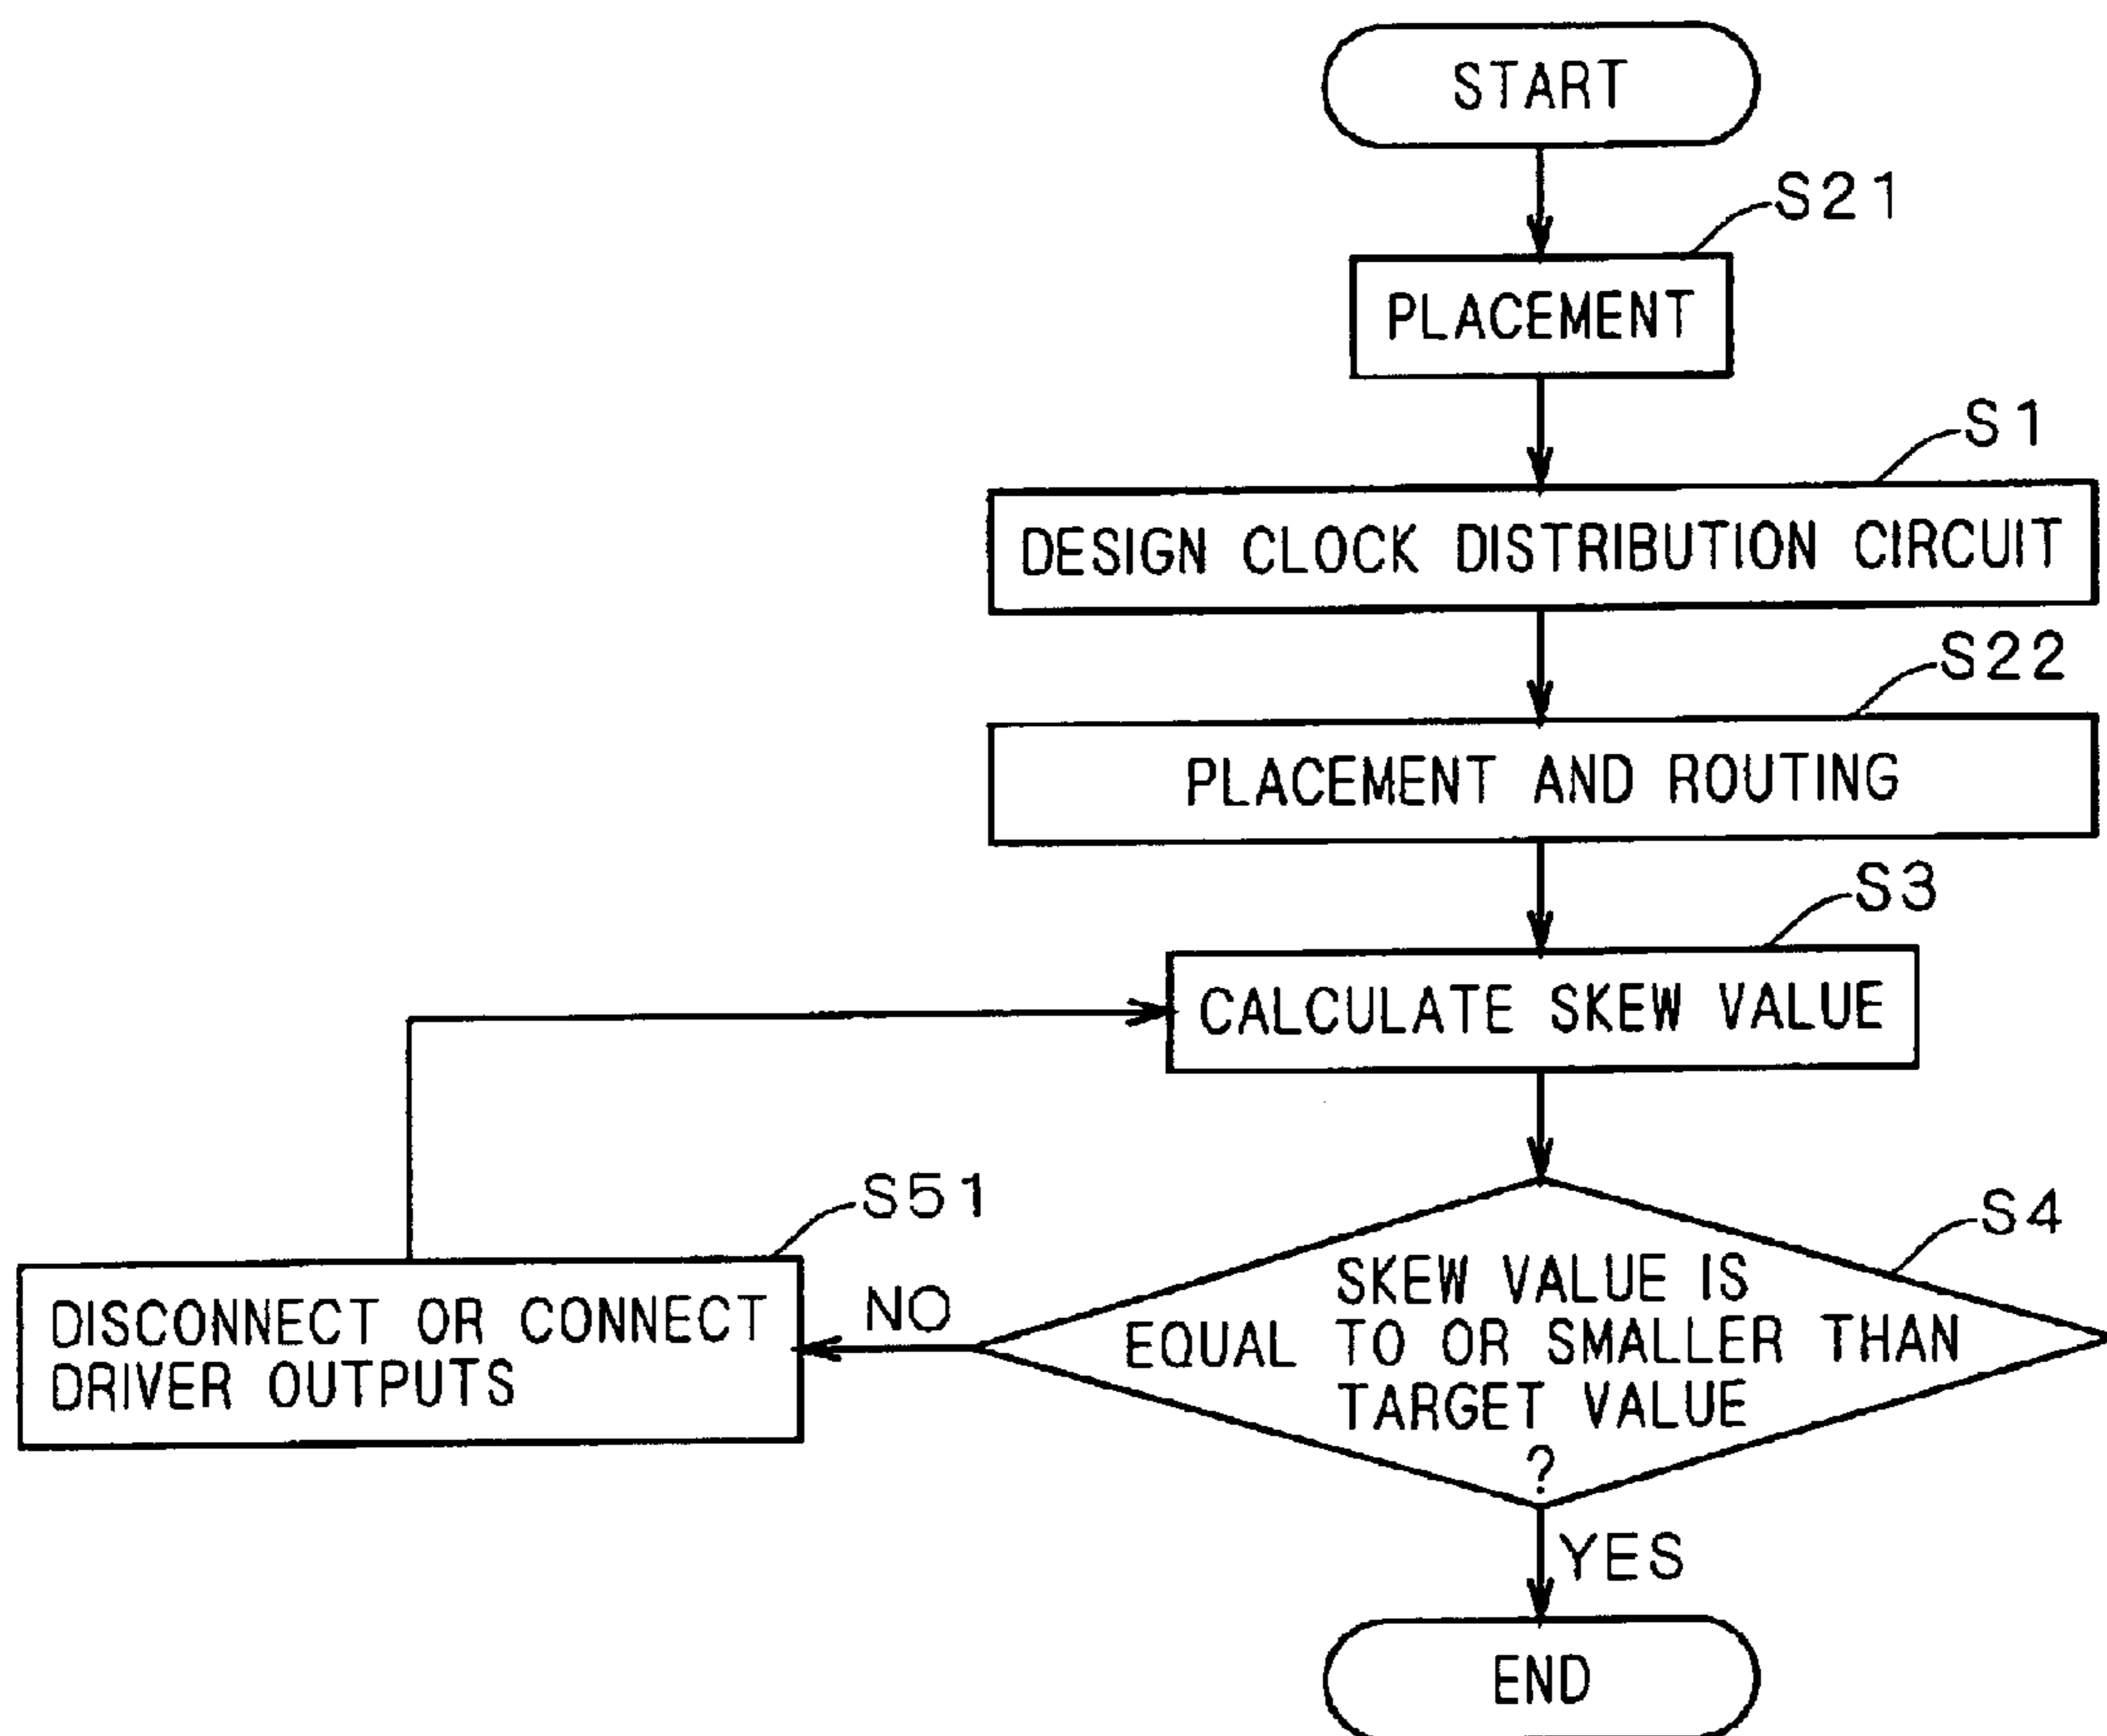 START
S21
PLACEMENT
S1
DESIGN CLOCK DISTRIBUTION CIRCUIT
S22
PLACEMENT AND ROUTING
S3
CALCULATE SKEW VALUE
S4
SKEW VALUE IS
EQUAL TO OR SMALLER THAN
TARGET VALUE
?
NO
S51
DISCONNECT OR CONNECT
DRIVER OUTPUTS
YES
END